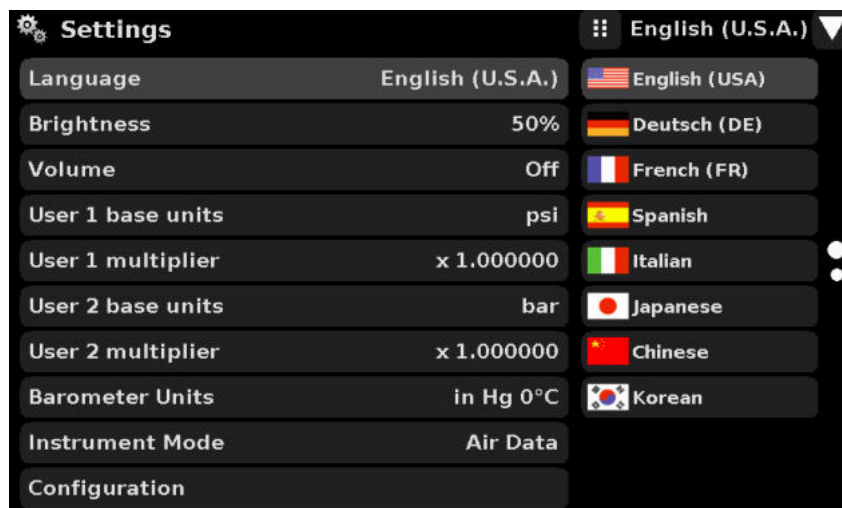 Settings
English (U.S.A.)
Language English (U.S.A.)
Brightness 50%
Volume Off
User 1 base units psi
User 1 multiplier x 1.000000
User 2 base units bar
User 2 multiplier x 1.000000
Barometer Units in Hg 0°C
Instrument Mode Air Data
Configuration
English (USA)
Deutsch (DE)
French (FR)
Spanish
Italian
Japanese
Chinese
Korean